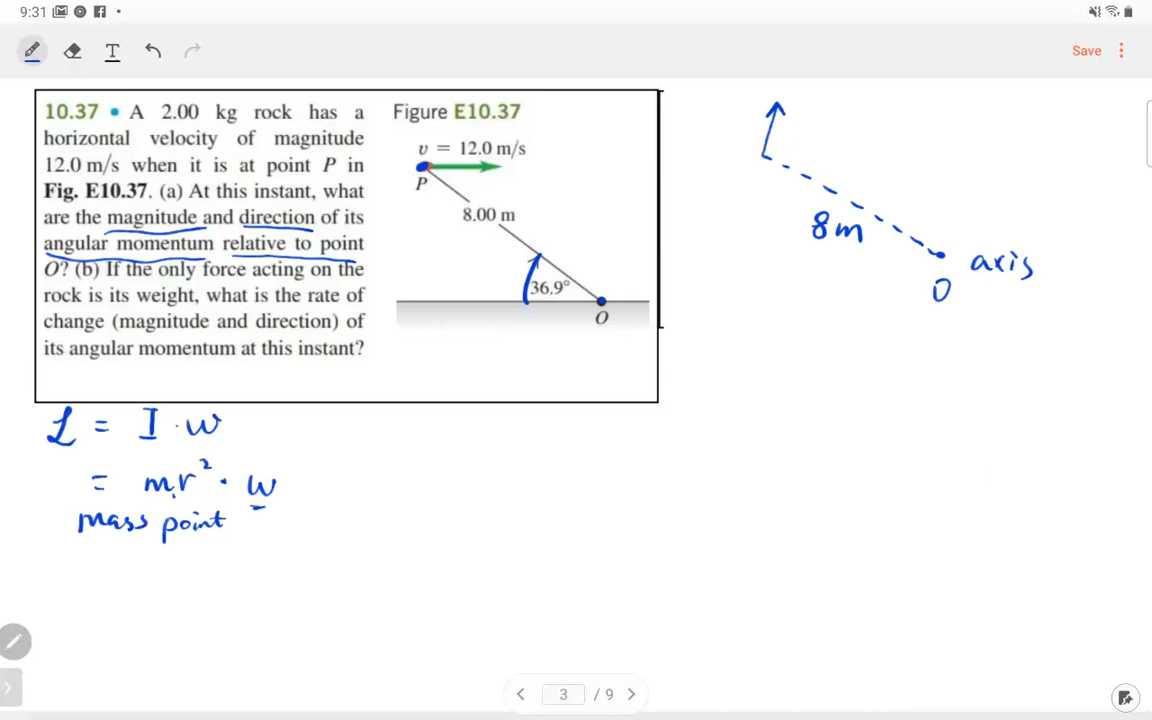 9:31
Save
10.37 • A 2.00 kg rock has a
horizontal velocity of magnitude
12.0 m/s when it is at point P in
Fig. E10.37. (a) At this instant, what
are the magnitude and direction of its
angular momentum relative to point
O? (b) If the only force acting on the
rock is its weight, what is the rate of
change (magnitude and direction) of
its angular momentum at this instant?
Figure E10.37
v = 12.0 m/s
P
8.00 m
36.9°
O
8m
axis
O
L = I · w
= mr² · w
mass point
3 / 9